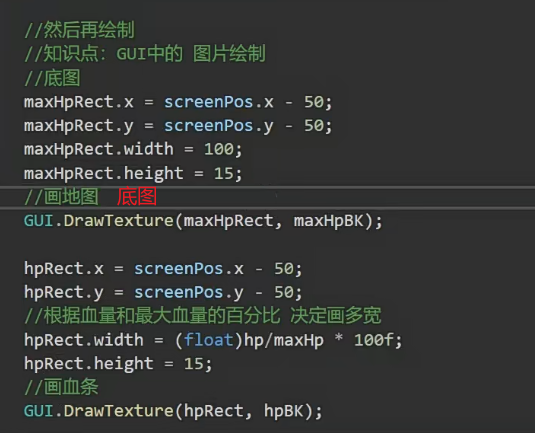 //然后再绘制
//知识点：GUI中的 图片绘制
//底图
maxHpRect.x = screenPos.x - 50;
maxHpRect.y = screenPos.y - 50;
maxHpRect.width = 100;
maxHpRect.height = 15;
//画地图 底图
GUI.DrawTexture(maxHpRect, maxHpBK);
hpRect.x = screenPos.x - 50;
hpRect.y = screenPos.y - 50;
//根据血量和最大血量的百分比 决定画多宽
hpRect.width = (float)hp/maxHp * 100f;
hpRect.height = 15;
//画血条
GUI.DrawTexture(hpRect, hpBK);